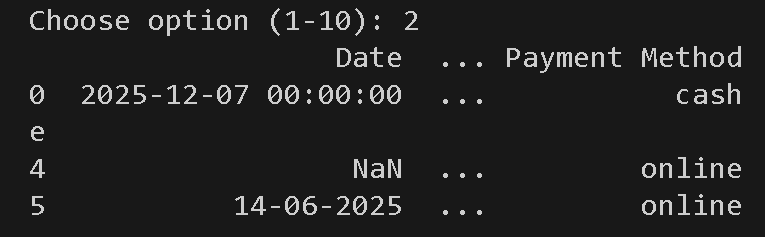 Choose option (1-10): 2
Date ... Payment Method
0 2025-12-07 00:00:00 ... cash
e
4 NaN ... online
5 14-06-2025 ... online